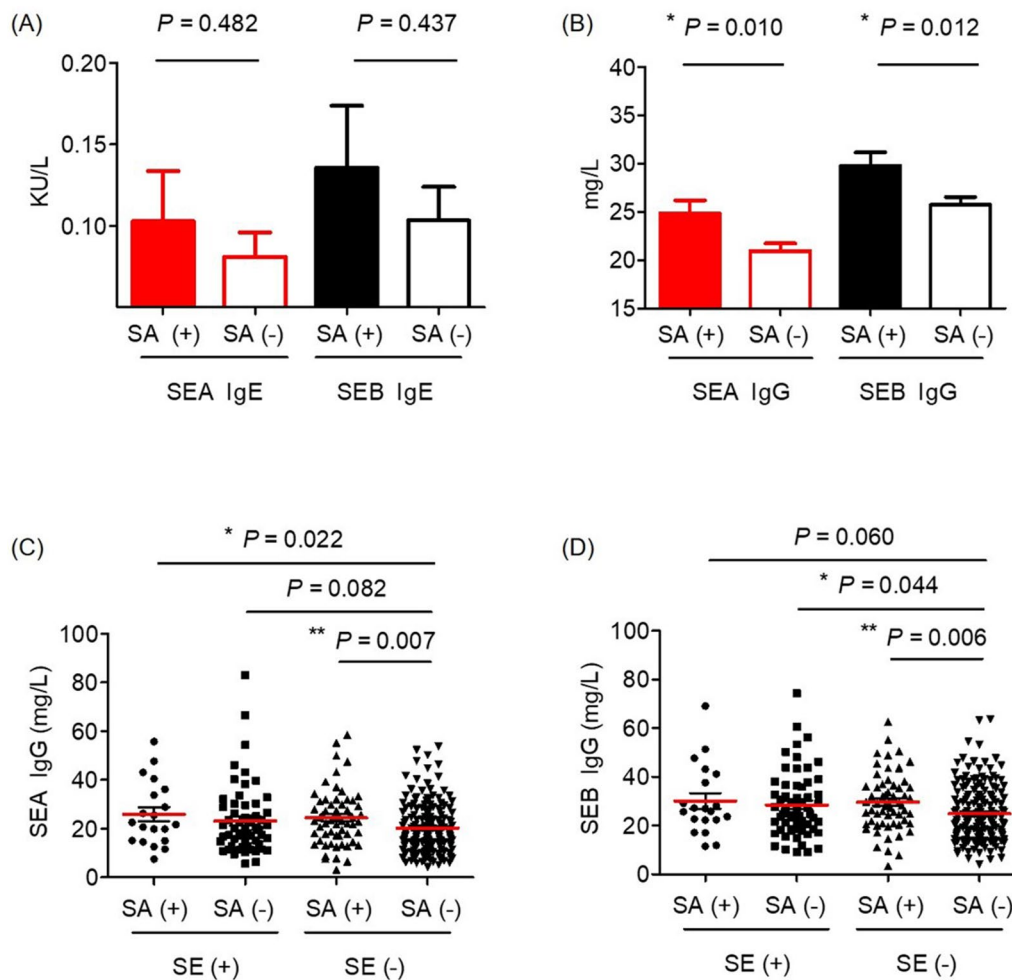 (A)
P = 0.482
P = 0.437
KU/L
0.20
0.15
0.10
SA (+)
SA (-)
SA (+)
SA (-)
SEA IgE
SEB IgE
(B)
* P = 0.010
* P = 0.012
mg/L
40
35
30
25
20
15
SA (+)
SA (-)
SA (+)
SA (-)
SEA IgG
SEB IgG
(C)
* P = 0.022
P = 0.082
** P = 0.007
SEA IgG (mg/L)
100
80
60
40
20
0
SA (+)
SA (-)
SA (+)
SA (-)
SE (+)
SE (-)
(D)
P = 0.060
* P = 0.044
** P = 0.006
SEB IgG (mg/L)
100
80
60
40
20
0
SA (+)
SA (-)
SA (+)
SA (-)
SE (+)
SE (-)